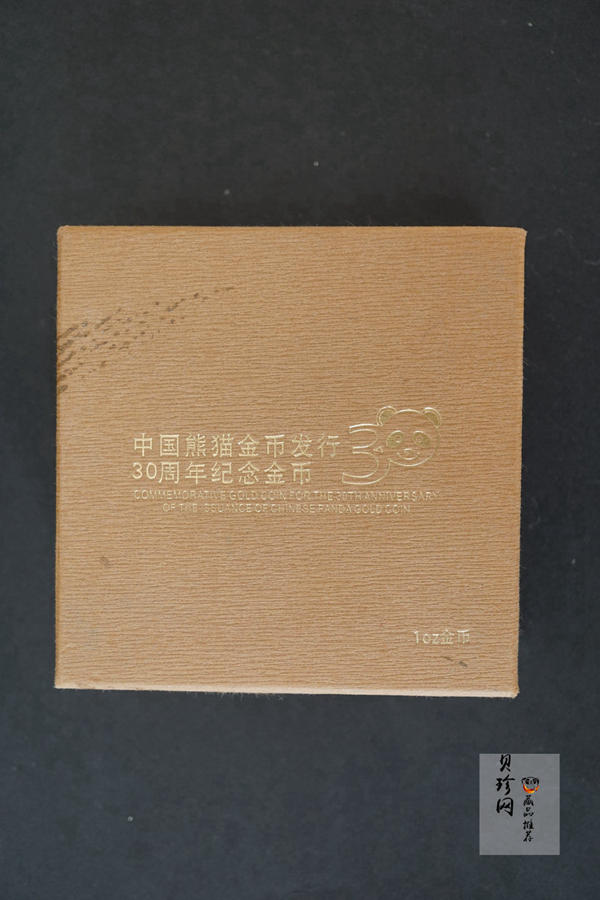 中国熊猫金币发行
30周年纪念金币
30
COMMEMORATIVE GOLD COIN FOR THE 30TH ANNIVERSARY
OF THE ISSUANCE OF CHINESE PANDA GOLD COIN
1oz金币
贝珍网
藏品推荐